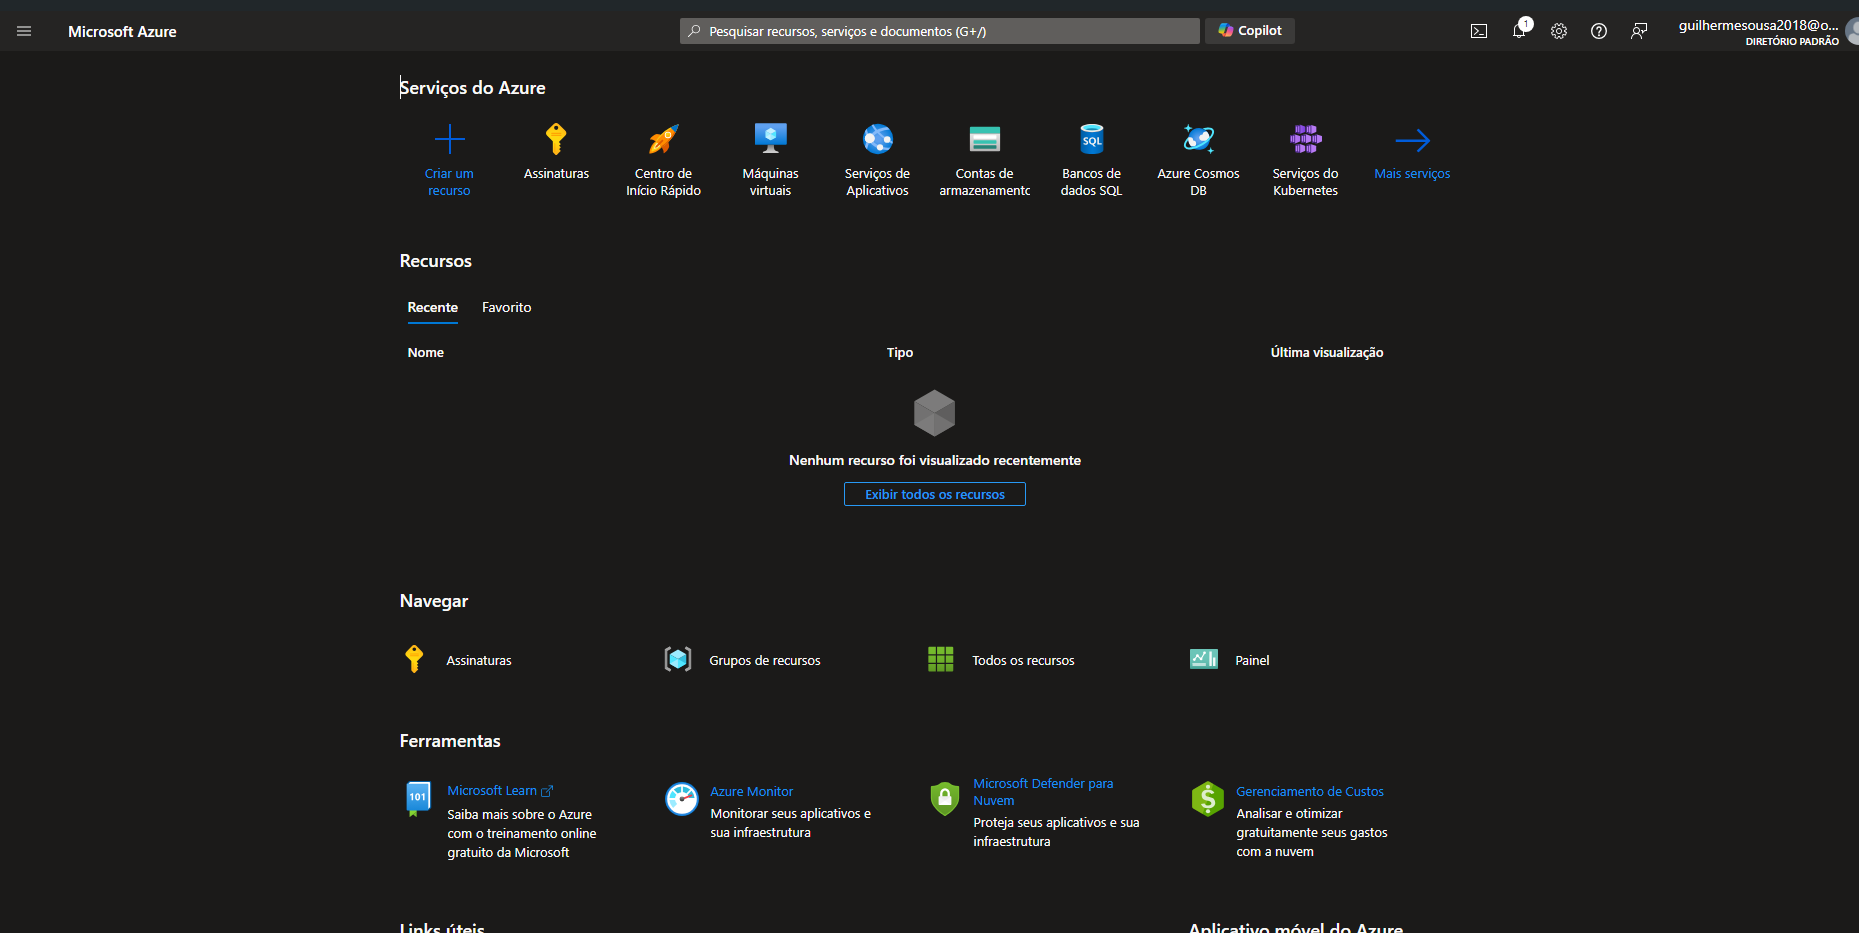 Microsoft Azure
Pesquisar recursos, serviços e documentos (G+/)
Copilot
1
guilhermesousa2018@o...
DIRETÓRIO PADRÃO
Serviços do Azure
Criar um
recurso
Assinaturas
Centro de
Início Rápido
Máquinas
virtuais
Serviços de
Aplicativos
Contas de
armazenamento
Bancos de
dados SQL
SQL
Azure Cosmos
DB
Serviços do
Kubernetes
Mais serviços
Recursos
Recente
Favorito
Nome
Tipo
Última visualização
Nenhum recurso foi visualizado recentemente
Exibir todos os recursos
Navegar
Assinaturas
Grupos de recursos
Todos os recursos
Painel
Ferramentas
101
Microsoft Learn
Saiba mais sobre o Azure
com o treinamento online
gratuito da Microsoft
Azure Monitor
Monitorar seus aplicativos e
sua infraestrutura
Microsoft Defender para
Nuvem
Proteja seus aplicativos e sua
infraestrutura
$
Gerenciamento de Custos
Analisar e otimizar
gratuitamente seus gastos
com a nuvem
Links úteis
Aplicativo móvel do Azure